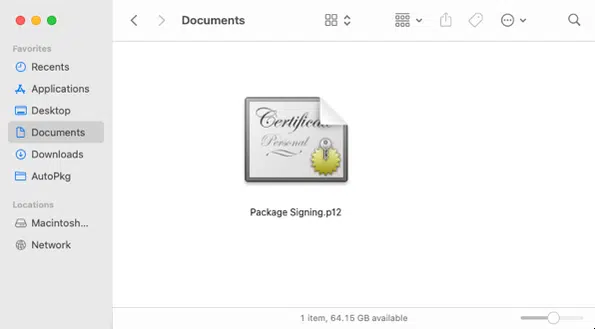 Documents
Favorites
Recents
Applications
Desktop
Documents
Downloads
AutoPkg
Locations
Macintosh...
Network
Certificate
Personal
Package Signing.p12
1 item, 64.15 GB available